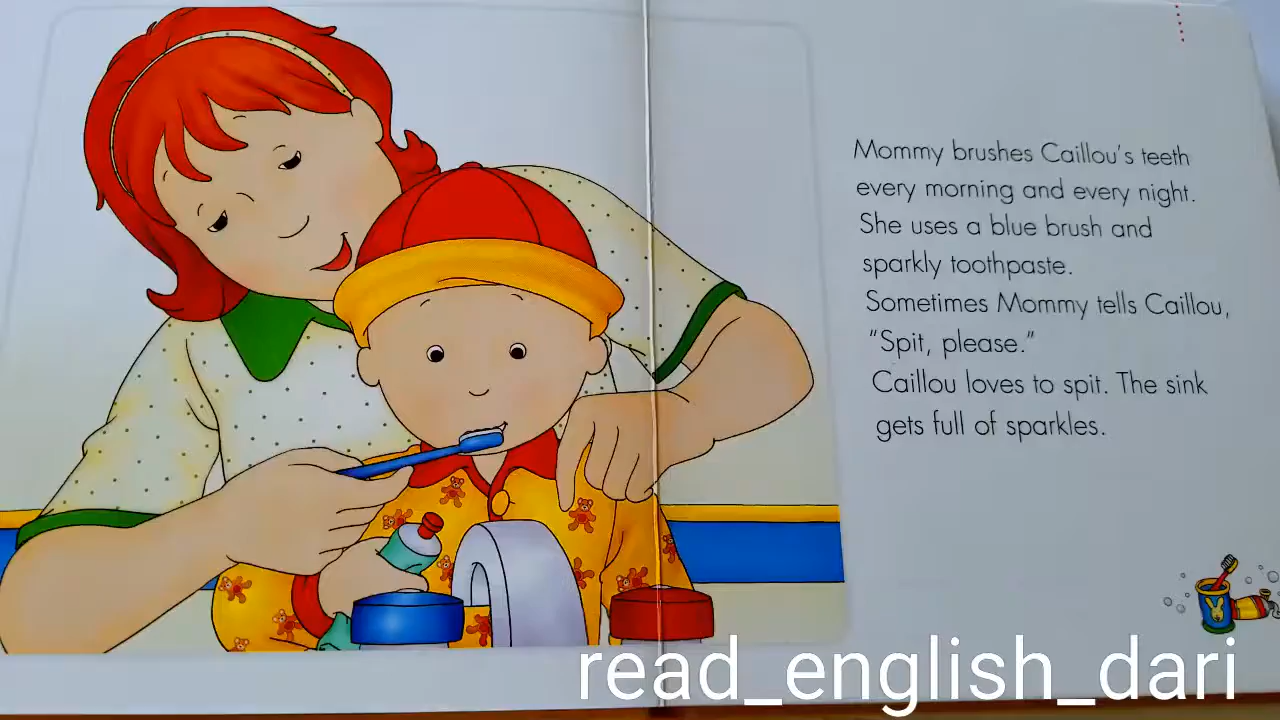 Mommy brushes Caillou's teeth
every morning and every night.
She uses a blue brush and
sparkly toothpaste.
Sometimes Mommy tells Caillou,
"Spit, please."
Caillou loves to spit. The sink
gets full of sparkles.
read_english_dari